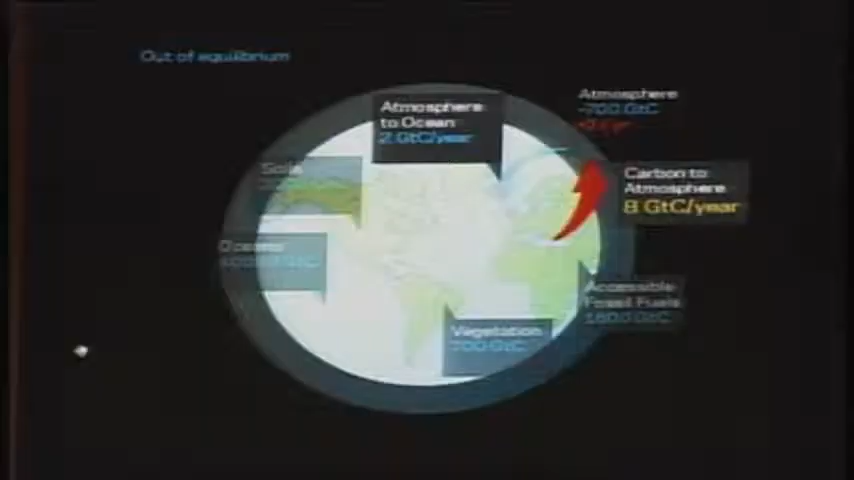 Out of equilibrium
Atmosphere
~700 GtC
Atmosphere
to Ocean
2 GtC/year
Carbon to
Atmosphere
8 GtC/year
Soils
Oceans
Accessible
Fossil Fuels
1600 GtC
Vegetation
700 GtC